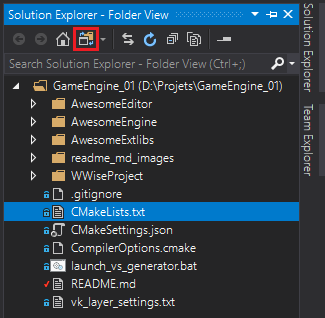 Solution Explorer - Folder View
Search Solution Explorer - Folder View (Ctrl+;)
GameEngine_01 (D:\Projets\GameEngine_01)
AwesomeEditor
AwesomeEngine
AwesomeExtlibs
readme_md_images
WWiseProject
.gitignore
CMakeLists.txt
CMakeSettings.json
CompilerOptions.cmake
launch_vs_generator.bat
README.md
vk_layer_settings.txt
Solution Explorer
Team Explorer